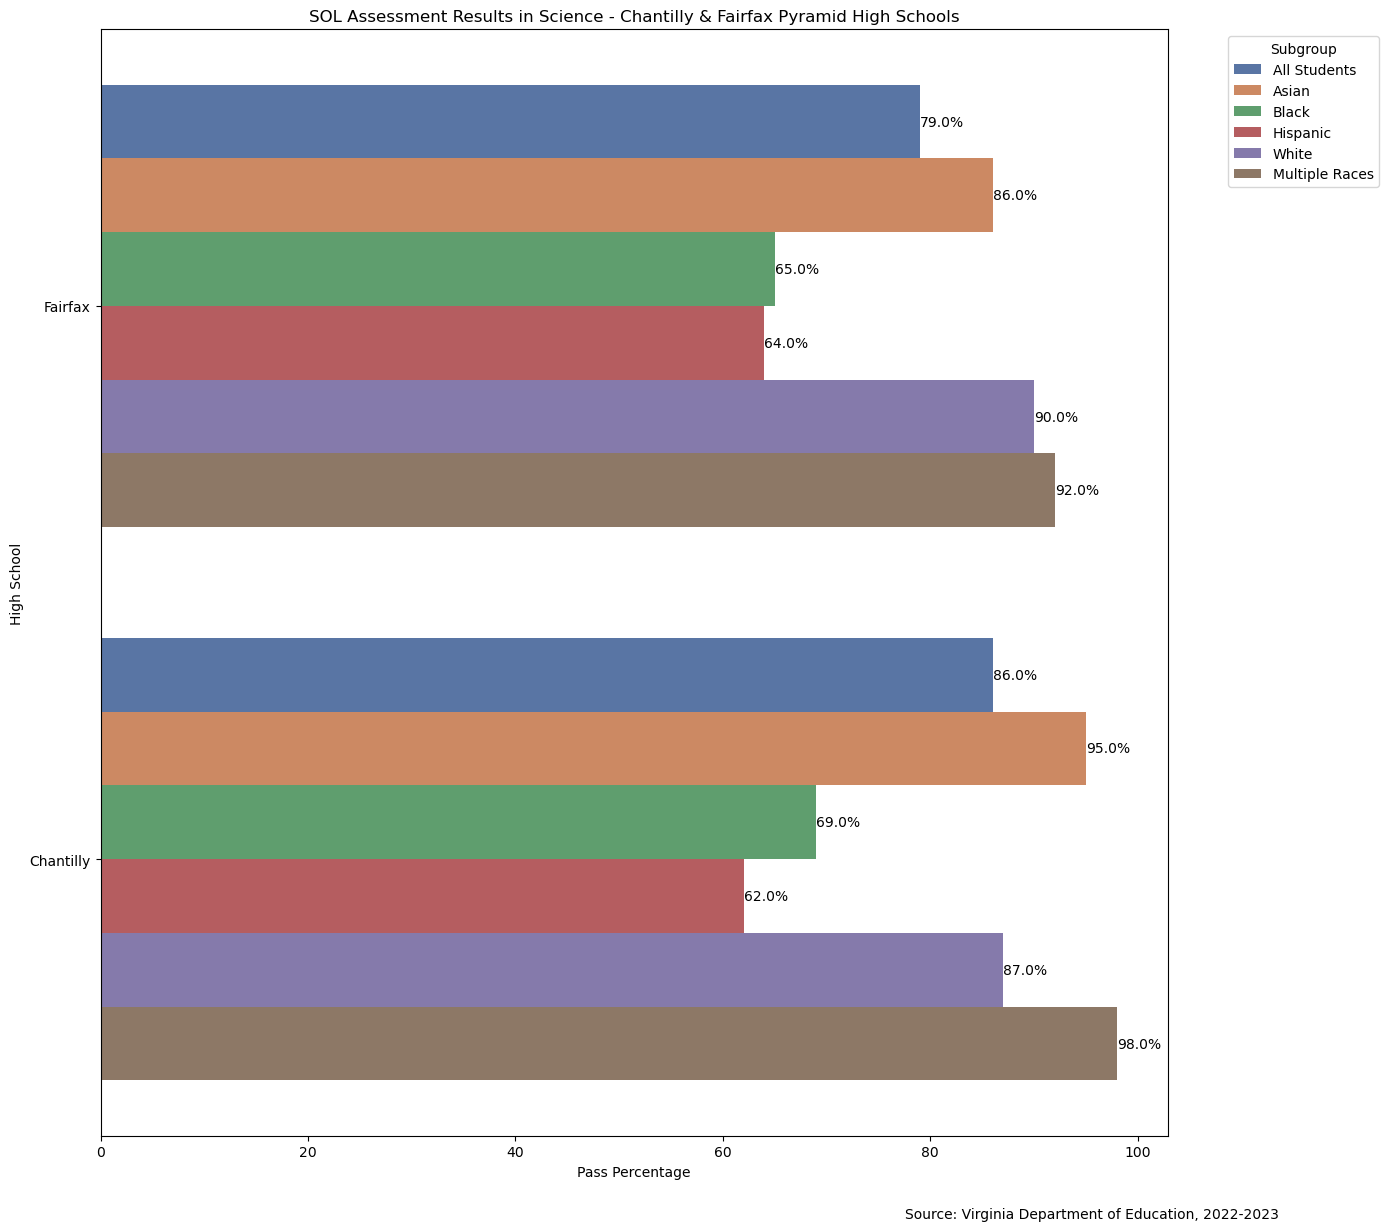 SOL Assessment Results in Science - Chantilly & Fairfax Pyramid High Schools
Subgroup
All Students
Asian
Black
Hispanic
White
Multiple Races
High School
Fairfax
79.0%
86.0%
65.0%
64.0%
90.0%
92.0%
Chantilly
86.0%
95.0%
69.0%
62.0%
87.0%
98.0%
0 20 40 60 80 100
Pass Percentage
Source: Virginia Department of Education, 2022-2023